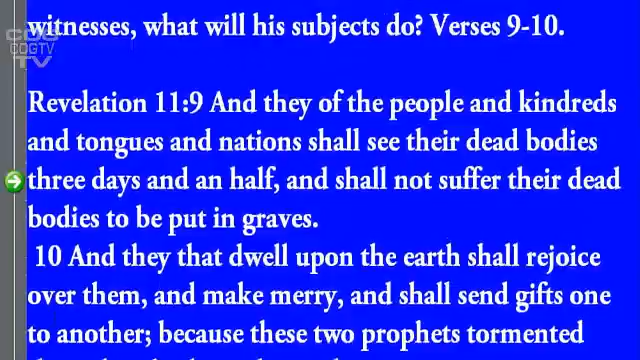 witnesses, what will his subjects do? Verses 9-10.
COG
COGTV
TV
Revelation 11:9 And they of the people and kindreds
and tongues and nations shall see their dead bodies
three days and an half, and shall not suffer their dead
bodies to be put in graves.
10 And they that dwell upon the earth shall rejoice
over them, and make merry, and shall send gifts one
to another; because these two prophets tormented